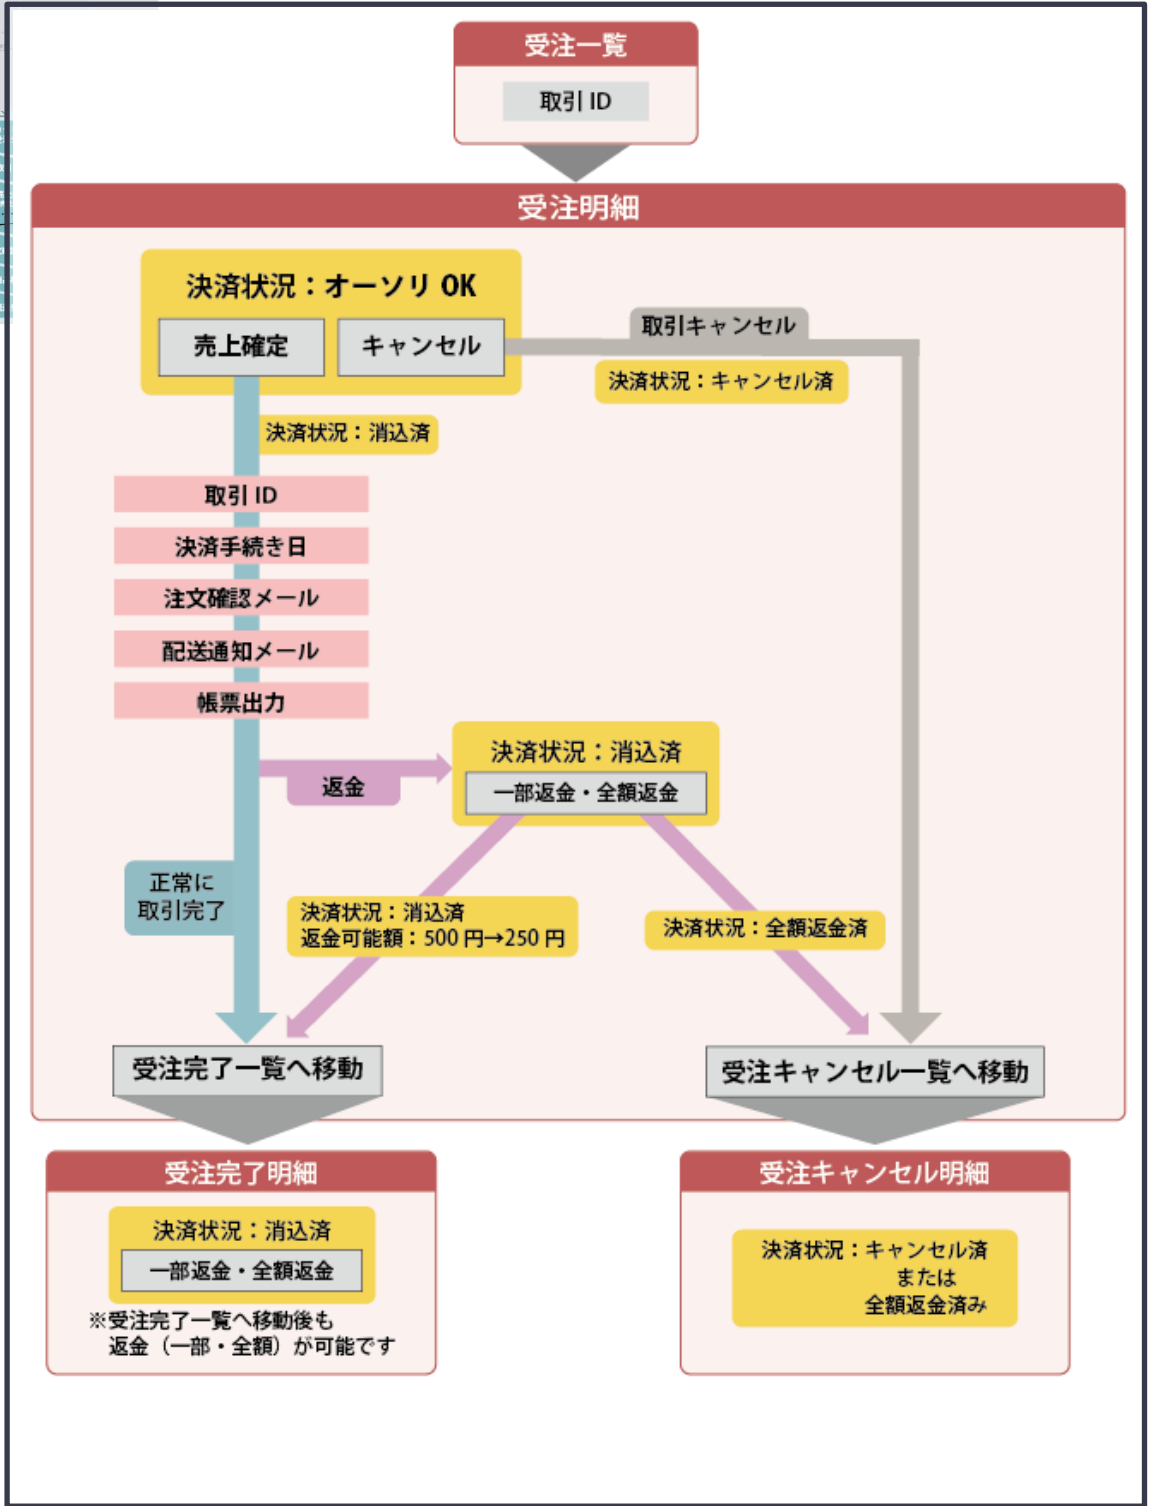 受注一覧
取引 ID
受注明細
決済状況：オーソリ OK
売上確定
キャンセル
取引キャンセル
決済状況：キャンセル済
決済状況：消込済
取引 ID
決済手続き日
注文確認メール
配送通知メール
帳票出力
決済状況：消込済
一部返金・全額返金
返金
正常に
取引完了
決済状況：消込済
返金可能額：500 円→250 円
決済状況：全額返金済
受注完了一覧へ移動
受注キャンセル一覧へ移動
受注完了明細
決済状況：消込済
一部返金・全額返金
※受注完了一覧へ移動後も
返金（一部・全額）が可能です
受注キャンセル明細
決済状況：キャンセル済
または
全額返金済み